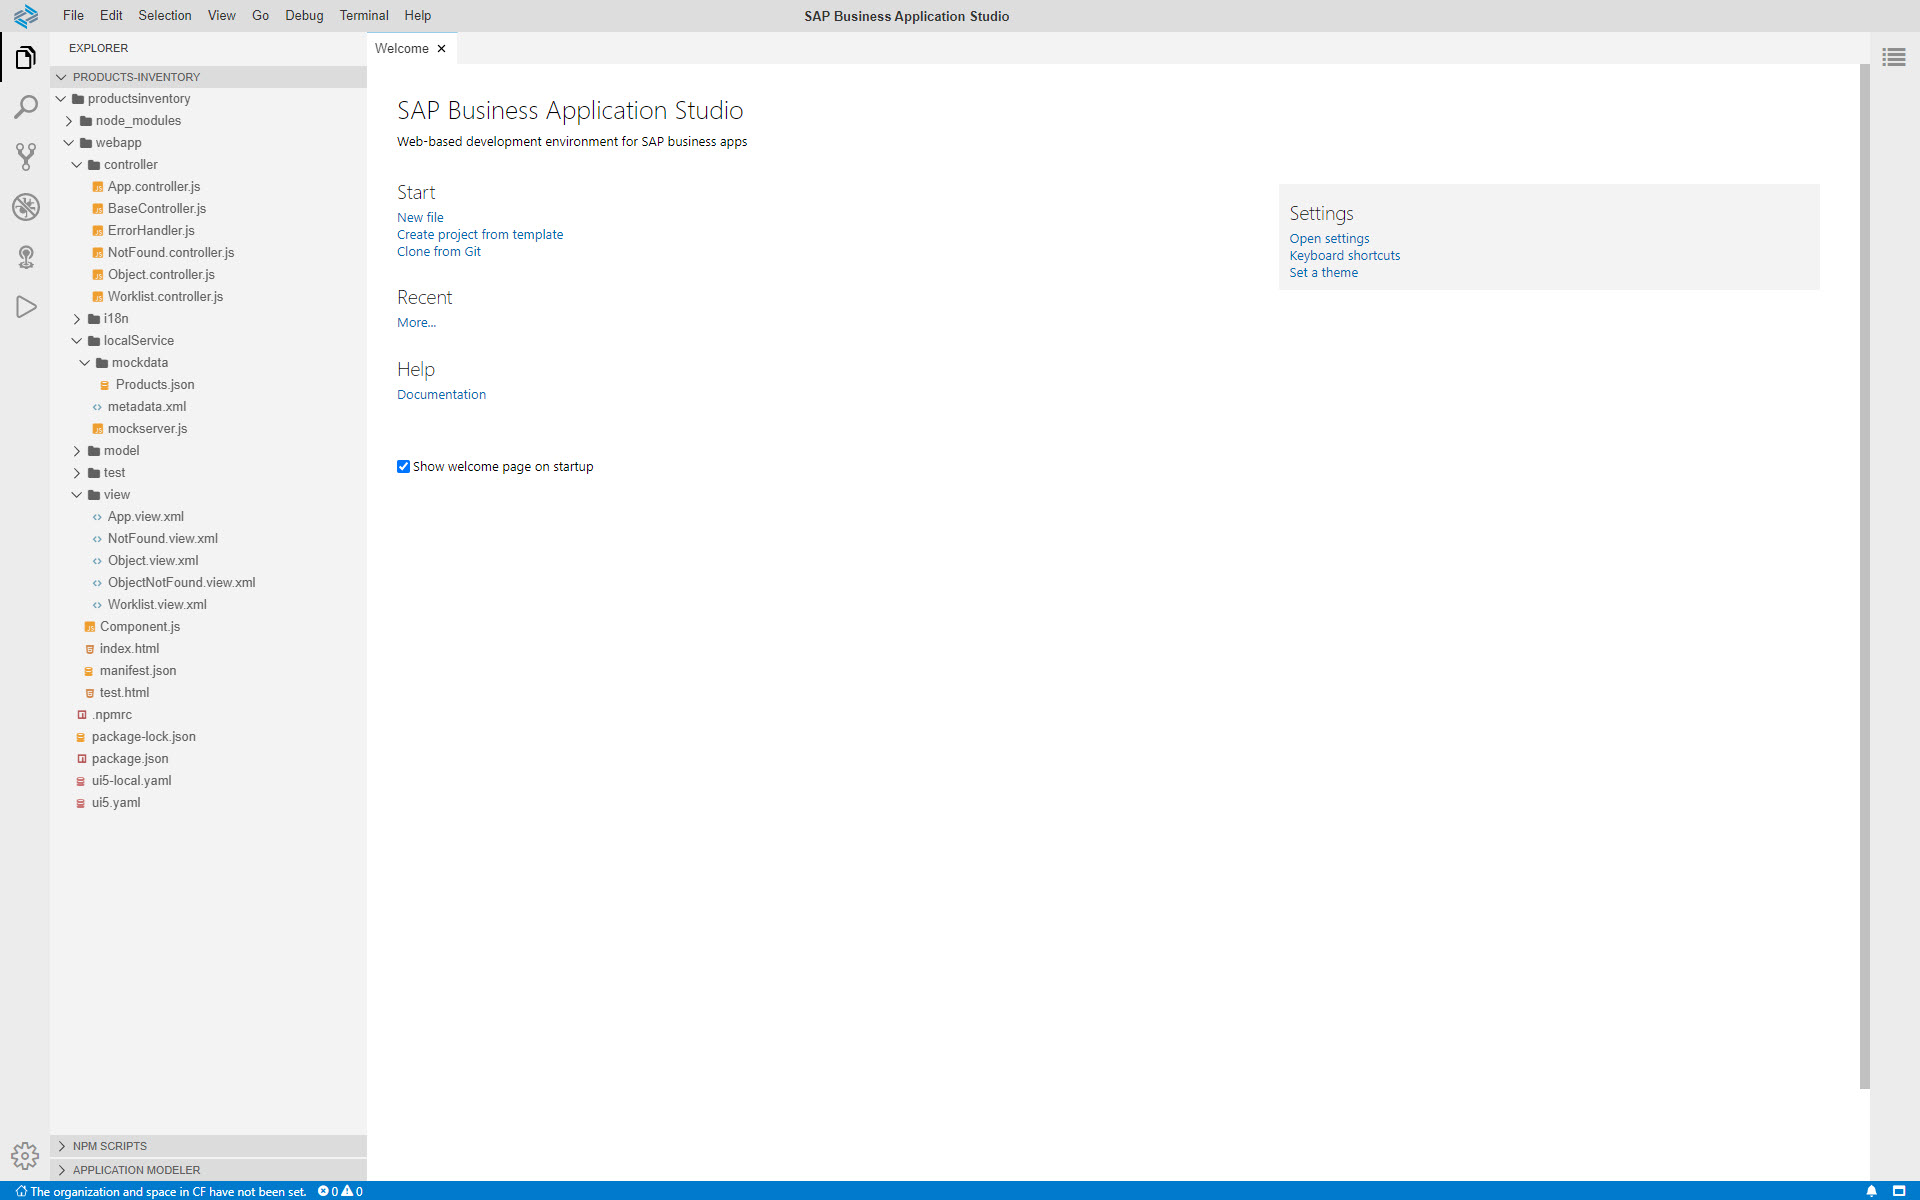 File Edit Selection View Go Debug Terminal Help
SAP Business Application Studio
EXPLORER
PRODUCTS-INVENTORY
productsinventory
node_modules
webapp
controller
App.controller.js
BaseController.js
ErrorHandler.js
NotFound.controller.js
Object.controller.js
Worklist.controller.js
i18n
localService
mockdata
Products.json
metadata.xml
mockserver.js
model
test
view
App.view.xml
NotFound.view.xml
Object.view.xml
ObjectNotFound.view.xml
Worklist.view.xml
Component.js
index.html
manifest.json
test.html
.npmrc
package-lock.json
package.json
ui5-local.yaml
ui5.yaml
NPM SCRIPTS
APPLICATION MODELER
Welcome
SAP Business Application Studio
Web-based development environment for SAP business apps
Start
New file
Create project from template
Clone from Git
Recent
More...
Help
Documentation
Show welcome page on startup
Settings
Open settings
Keyboard shortcuts
Set a theme
The organization and space in CF have not been set. 0 0